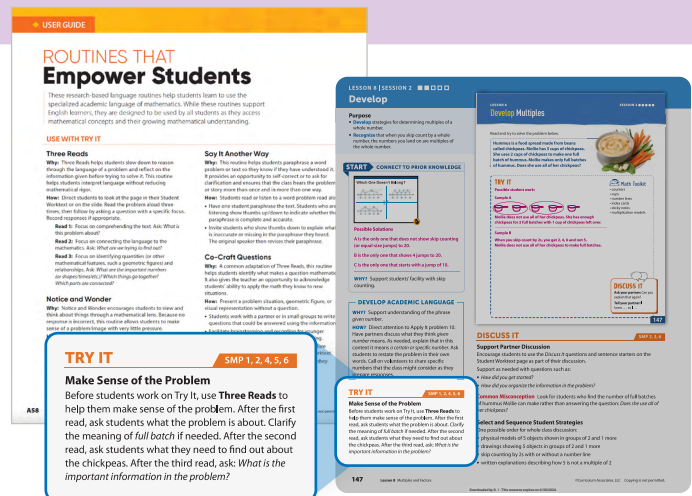 USER GUIDE
ROUTINES THAT
Empower Students
These research-based language routines help students learn to use the
specialized academic language of mathematics. While these routines support
English learners, they are designed to be used by all students as they access
mathematical concepts and their growing mathematical understanding.
USE WITH TRY IT
Three Reads
Why: Three Reads helps students slow down to reason
through the language of a problem and reflect on the
information given before trying to solve it. This routine
helps students interpret language without reducing
mathematical rigor.
How: Direct students to look at the page in their Student
Worktext or on the slide. Read the problem aloud three
times, then follow by asking a question with a specific focus.
Record responses if appropriate.
Read 1: Focus on comprehending the text. Ask: What is
this problem about?
Read 2: Focus on connecting the language to the
mathematics. Ask: What are we trying to find out?
Read 3: Focus on identifying quantities (or other
mathematical features, such a geometric figures) and
relationships. Ask: What are the important numbers
Which parts are connected?
Notice and Wonder
Why: Notice and Wonder encourages students to view and
think about things through a mathematical lens. Because no
response is incorrect, this routine allows students to make
sense of a problem image with very little pressure.
A58
Say It Another Way
Why: This routine helps students paraphrase a word
problem or text so they know if they have understood it.
It provides an opportunity to self-correct or to ask for
clarification and ensures that the class hears the problem
or story more than once and in more than one way.
How: Students read or listen to a word problem read
• Have one student paraphrase the text. Students who are
listening show thumbs up/down to indicate whether the
paraphrase is complete and accurate.
• Invite students who show thumbs down to explain what
is inaccurate or missing in the paraphrase they heard.
The original speaker then revises that paraphrase.
Co-Craft Questions
Why: A common adaptation of Three Reads, this routine
helps students identify what makes a question
It also gives the teacher an opportunity to acknowledge
students' ability to apply the math they know to new
situations.
How: Present a problem situation, geometric figure, or
visual representation without a question.
• Students work with a partner or in small groups to write
questions that could be answered using the information
TRY IT
SMP 1, 2, 4, 5, 6
Make Sense of the Problem
Before students work on Try It, use Three Reads to
help them make sense of the problem. After the first
read, ask students what the problem is about. Clarify
the meaning of full batch if needed. After the second
read, ask students what they need to find out about
the chickpeas. After the third read, ask: What is the
important information in the problem?
LESSON 8 | SESSION 2
Develop
Purpose
• Develop strategies for determining multiples of a
whole number.
• Recognize that when you skip count by a whole
number, the numbers you land on are multiples of
the whole number.
START CONNECT TO PRIOR KNOWLEDGE
Which One Doesn't Belong?
Possible Solutions
A is the only one that does not show skip counting
(or equal-size jumps) to 20.
B is the only one that shows 4 jumps to 20.
C is the only one that starts with a jump of 10.
WHY? Support students' facility with skip
counting.
DEVELOP ACADEMIC LANGUAGE
WHY? Support understanding of the phrase
given number.
HOW? Direct attention to Apply It problem 10.
Have partners discuss what they think given
number means. As needed, explain that in this
context it means a certain or specific number. Ask
students to restate the problem in their own
words. Call on volunteers to share specific
numbers that the class might consider as they
prepare responses.
TRY IT
SMP 1, 2, 4, 5, 6
Make Sense of the Problem
Before students work on Try It, use Three Reads to
help them make sense of the problem. After the first
read, ask students what the problem is about. Clarify
the meaning of full batch if needed. After the second
read, ask students what they need to find out about
the chickpeas. After the third read, ask: What is the
important information in the problem?
147
Lesson 8 Multiples and Factors
LESSON 8
SESSION 2
Develop Multiples
Read and try to solve the problem below.
Hummus is a food spread made from beans
called chickpeas. Mollie has 5 cups of chickpeas.
She uses 2 cups of chickpeas to make one full
batch of hummus. Mollie makes only full batches
of hummus. Does she use all of her chickpeas?
TRY IT
Possible student work:
Sample A
Mollie does not use all of her chickpeas. She has enough
chickpeas for 2 full batches with 1 cup of chickpeas left over.
Sample B
When you skip count by 2s, you get 2, 4, 6 and not 5.
Mollie does not use all of her chickpeas to make full batches.
Math Toolkit
• counters
• cups
• number lines
• index cards
• sticky notes
• multiplication models
DISCUSS IT
Ask your partner: Can you
explain that again?
Tell your partner: I
147
DISCUSS IT
SMP 2, 3, 6
Support Partner Discussion
Encourage students to use the Discuss It questions and sentence starters on the
Student Worktext page as part of their discussion.
Support as needed with questions such as:
• How did you get started?
• How did you organize the information in the problem?
Common Misconception Look for students who find the number of full batches
of hummus Mollie can make rather than answering the question: Does she use all of
her chickpeas?
Select and Sequence Student Strategies
One possible order for whole class discussion:
• physical models of 5 objects shown in groups of 2 and 1 more
• drawings showing 5 objects in groups of 2 and 1 more
• skip counting by 2s with or without a number line
• written explanations describing how 5 is not a multiple of 2
©Curriculum Associates, LLC Copying is not permitted.